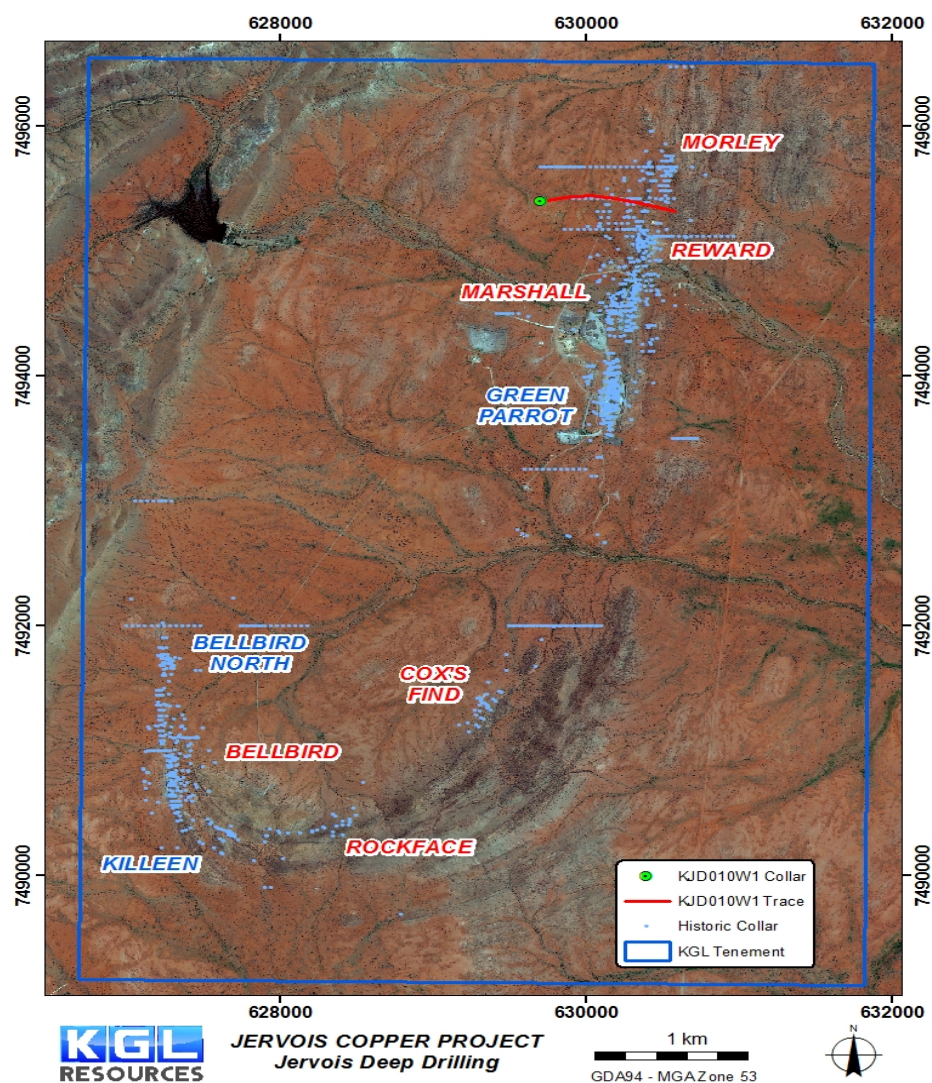 628000
630000
632000
7496000
7496000
MORLEY
REWARD
MARSHALL
7494000
7494000
GREEN
PARROT
7492000
7492000
BELLBIRD
NORTH
COX'S
FIND
BELLBIRD
ROCKFACE
KILLEEN
7490000
7490000
KJD010W1 Collar
KJD010W1 Trace
Historic Collar
KGL Tenement
628000
630000
632000
KGL
RESOURCES
JERVOIS COPPER PROJECT
Jervois Deep Drilling
1 km
GDA94 - MGA Zone 53
N